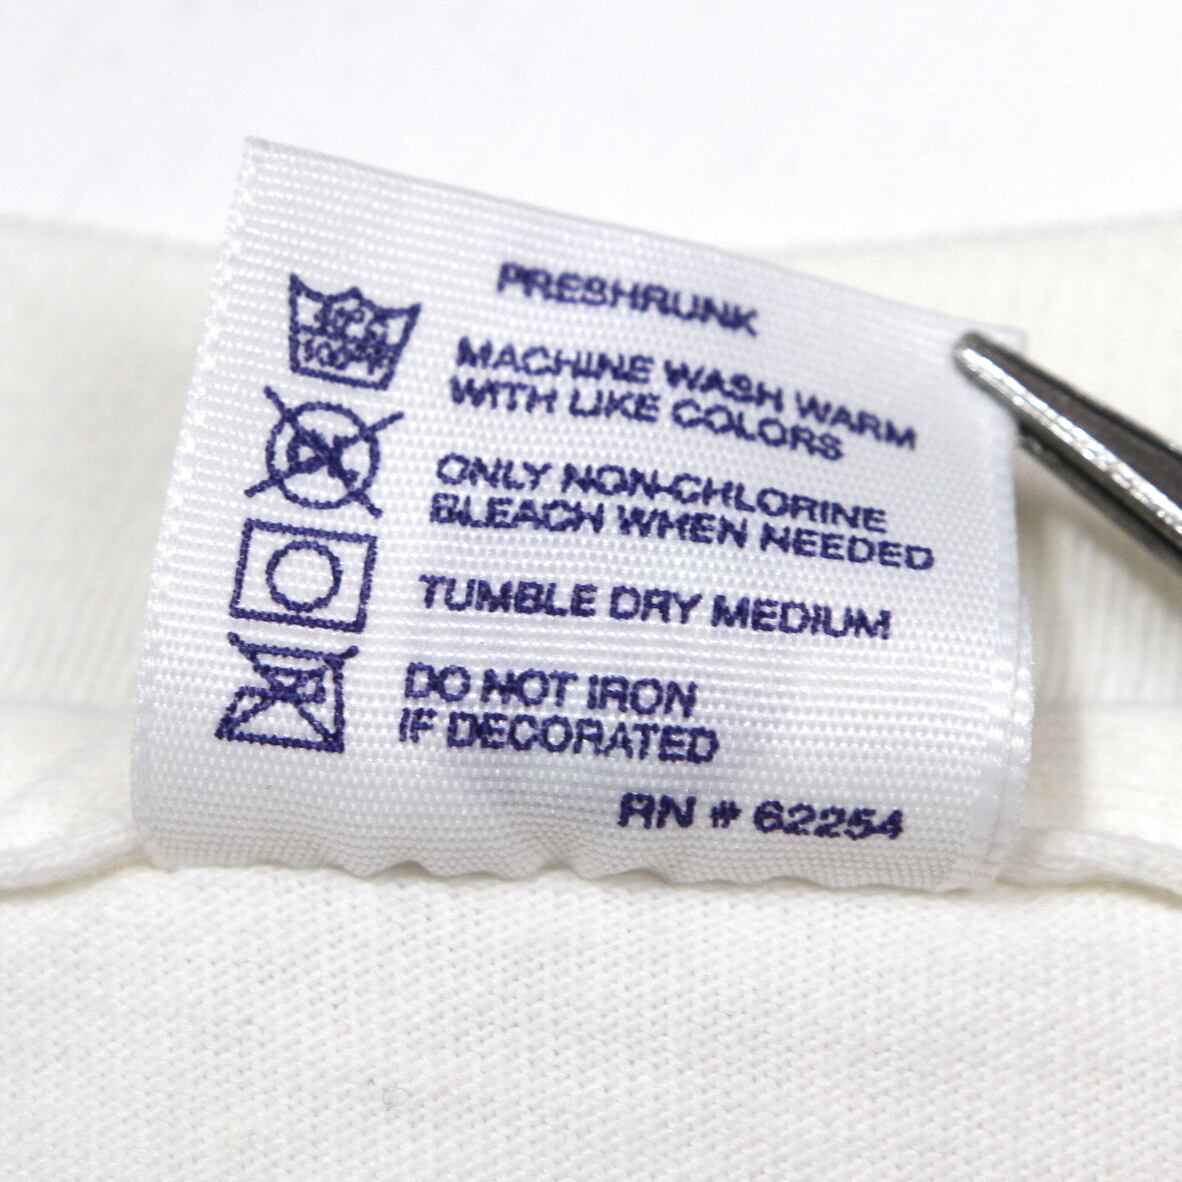 PRESHRUNK
MACHINE WASH WARM
WITH LIKE COLORS
ONLY NON-CHLORINE
BLEACH WHEN NEEDED
TUMBLE DRY MEDIUM
DO NOT IRON
IF DECORATED
RN # 62254